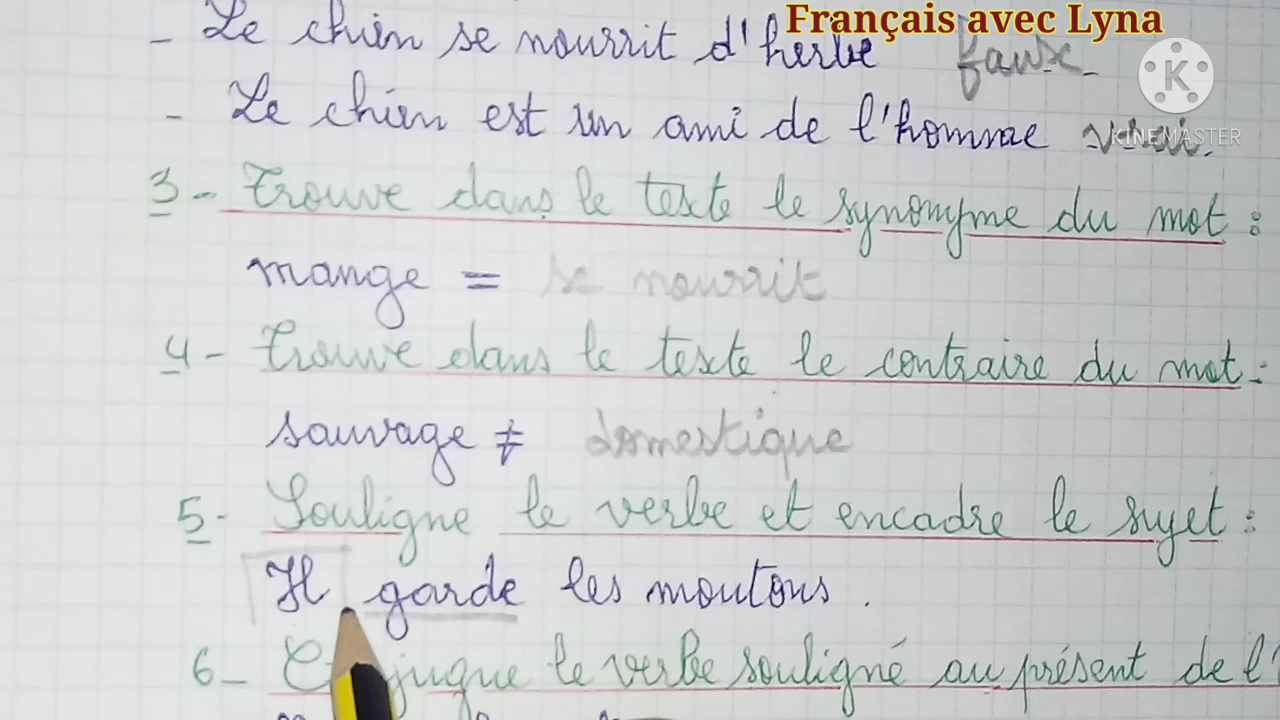 Français avec Lyna
- Le chien se nourrit d'herbe faux.
- Le chien est un ami de l'homme vrai.
KINEMASTER
3- Trouve dans le texte le synonyme du mot :
mange = se nourrit
4- Trouve dans le texte le contraire du mot :
sauvage ≠ domestique
5- Souligne le verbe et encadre le sujet :
Il garde les moutons.
6- Conjugue le verbe souligné au présent de l'